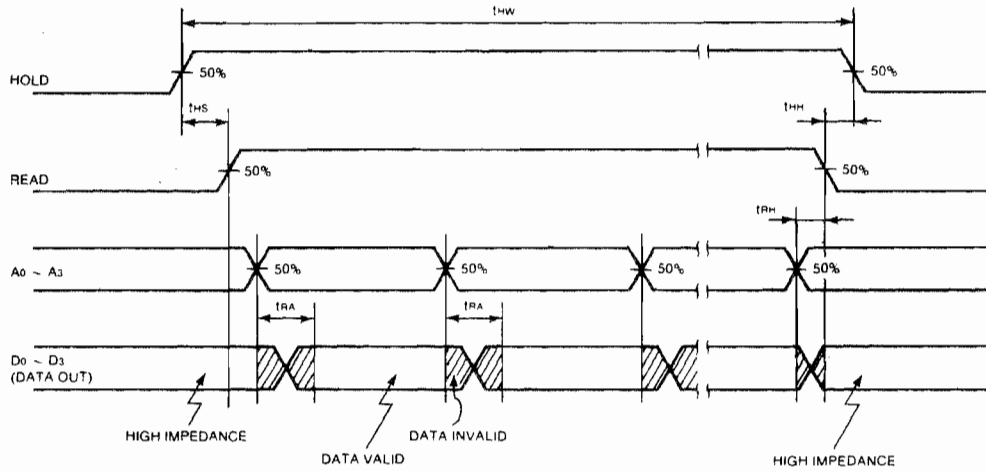 tHW
HOLD
50%
50%
tHS
tHH
READ
50%
50%
tRH
A0 ~ A3
50%
50%
50%
50%
tRA
tRA
D0 ~ D3
(DATA OUT)
HIGH IMPEDANCE
DATA VALID
DATA INVALID
HIGH IMPEDANCE